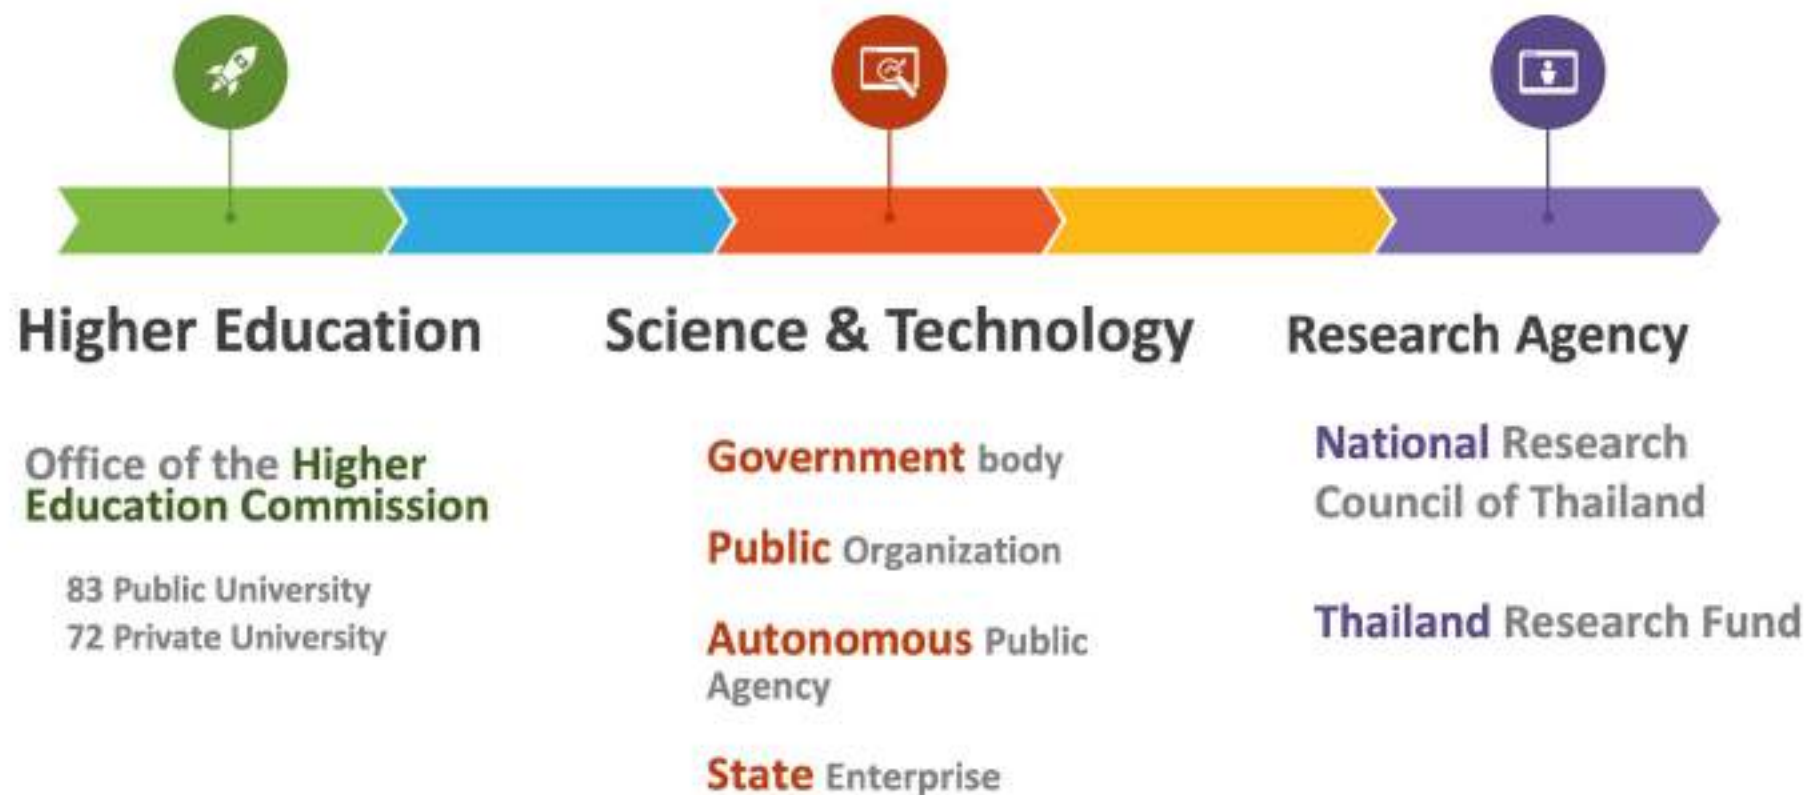 Higher Education
Office of the Higher
Education Commission
83 Public University
72 Private University
Science & Technology
Government body
Public Organization
Autonomous Public
Agency
State Enterprise
Research Agency
National Research
Council of Thailand
Thailand Research Fund